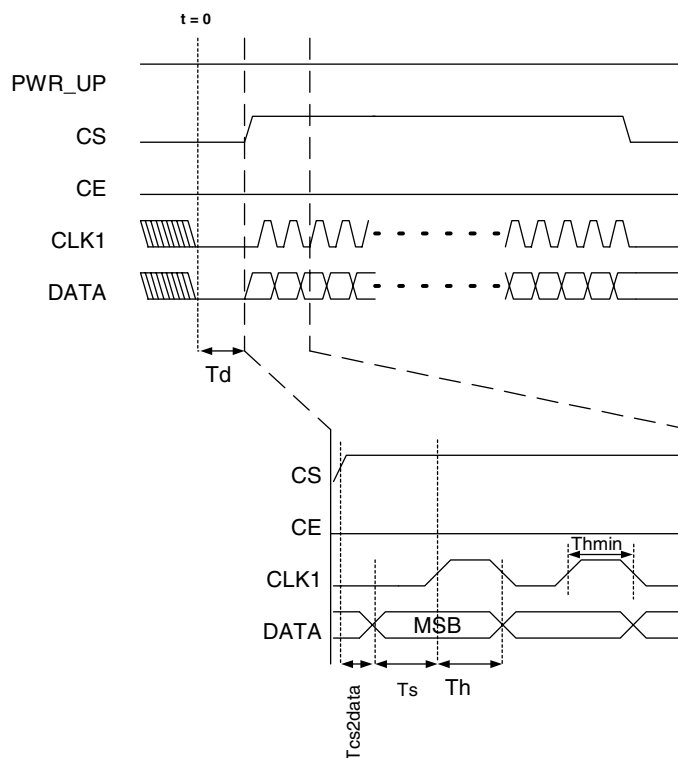 t = 0
PWR_UP
CS
CE
CLK1
DATA
Td
CS
CE
Thmin
CLK1
DATA
MSB
Tcs2data
Ts
Th